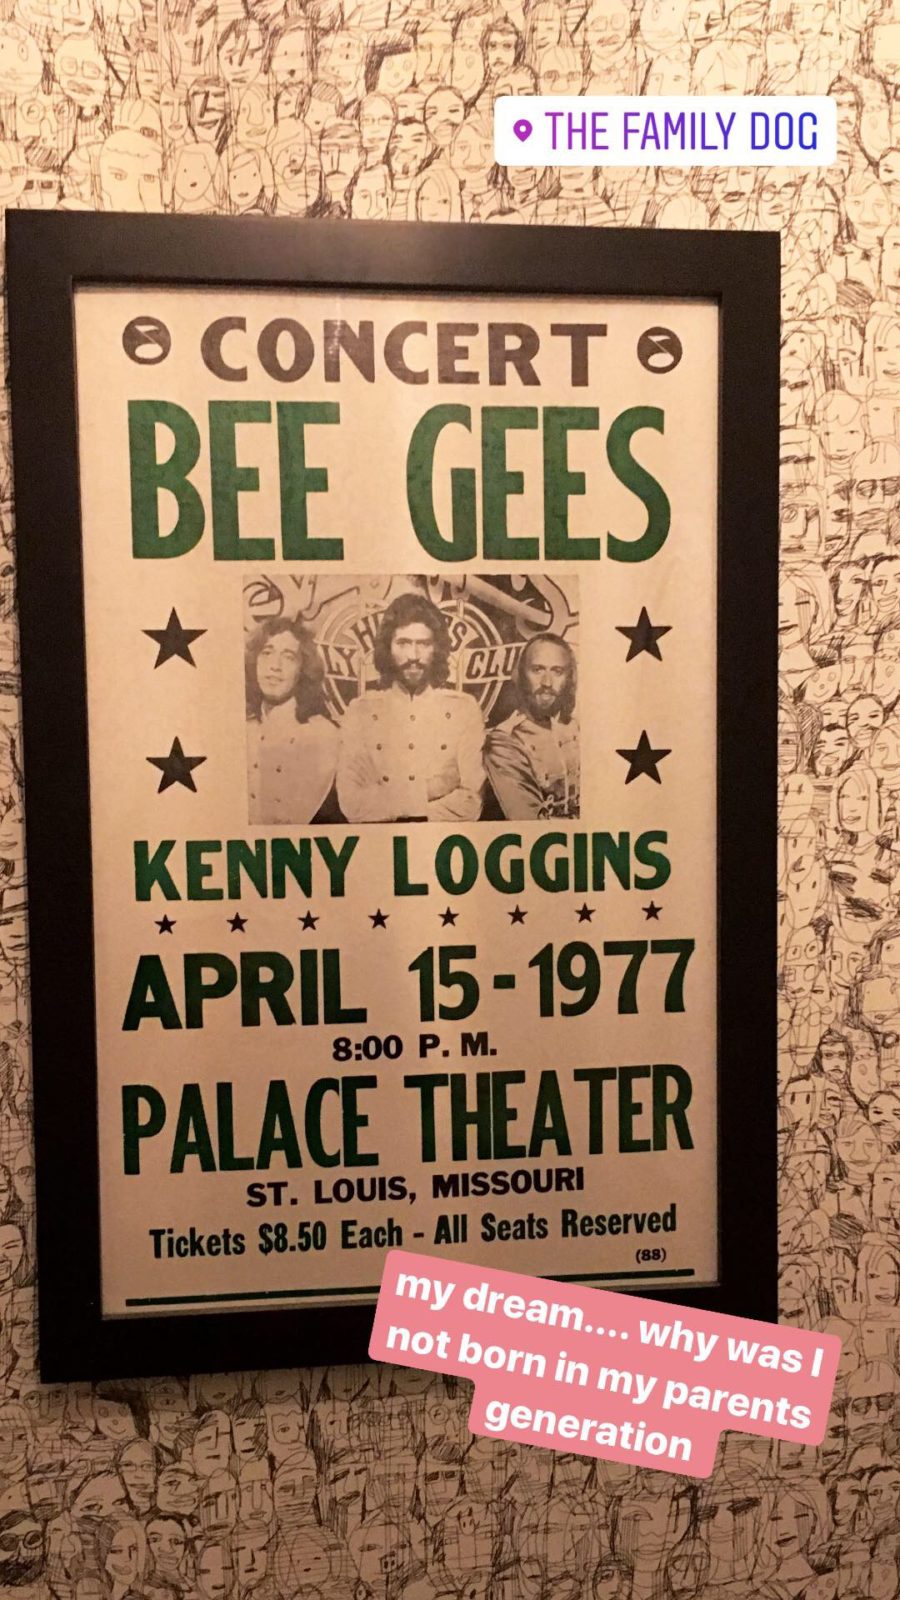 THE FAMILY DOG
CONCERT
BEE GEES
KENNY LOGGINS
APRIL 15-1977
8:00 P. M.
PALACE THEATER
ST. LOUIS, MISSOURI
Tickets $8.50 Each - All Seats Reserved
(88)
my dream.... why was I
not born in my parents
generation